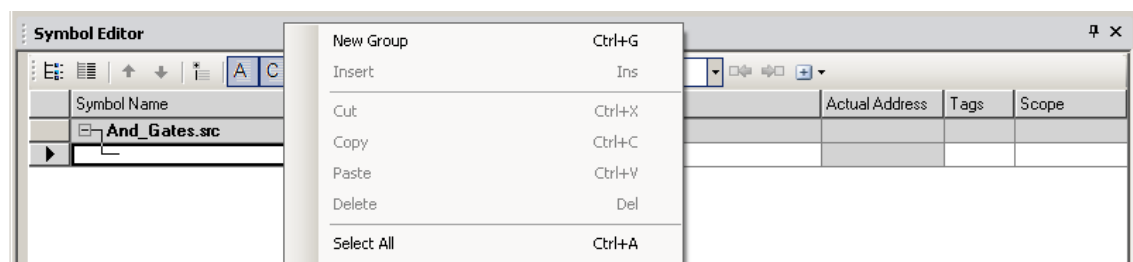 Symbol Editor
New Group Ctrl+G
Insert Ins
A C
Symbol Name Actual Address Tags Scope
Cut Ctrl+X
And_Gates.src
Copy Ctrl+C
Paste Ctrl+V
Delete Del
Select All Ctrl+A